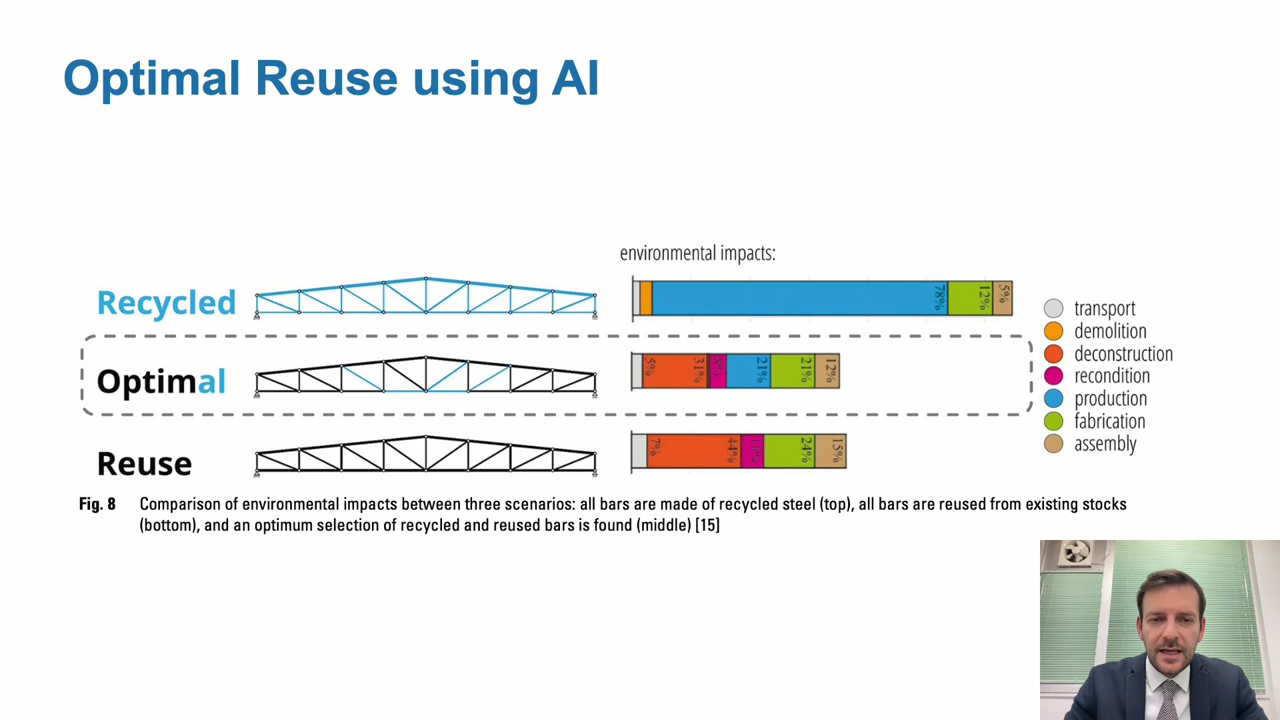 Optimal Reuse using AI
environmental impacts:
Recycled
78%
12%
5%
Optimal
5%
31%
21%
21%
12%
Reuse
7%
44%
10%
24%
15%
transport
demolition
deconstruction
recondition
production
fabrication
assembly
Fig. 8 Comparison of environmental impacts between three scenarios: all bars are made of recycled steel (top), all bars are reused from existing stocks
(bottom), and an optimum selection of recycled and reused bars is found (middle) [15]